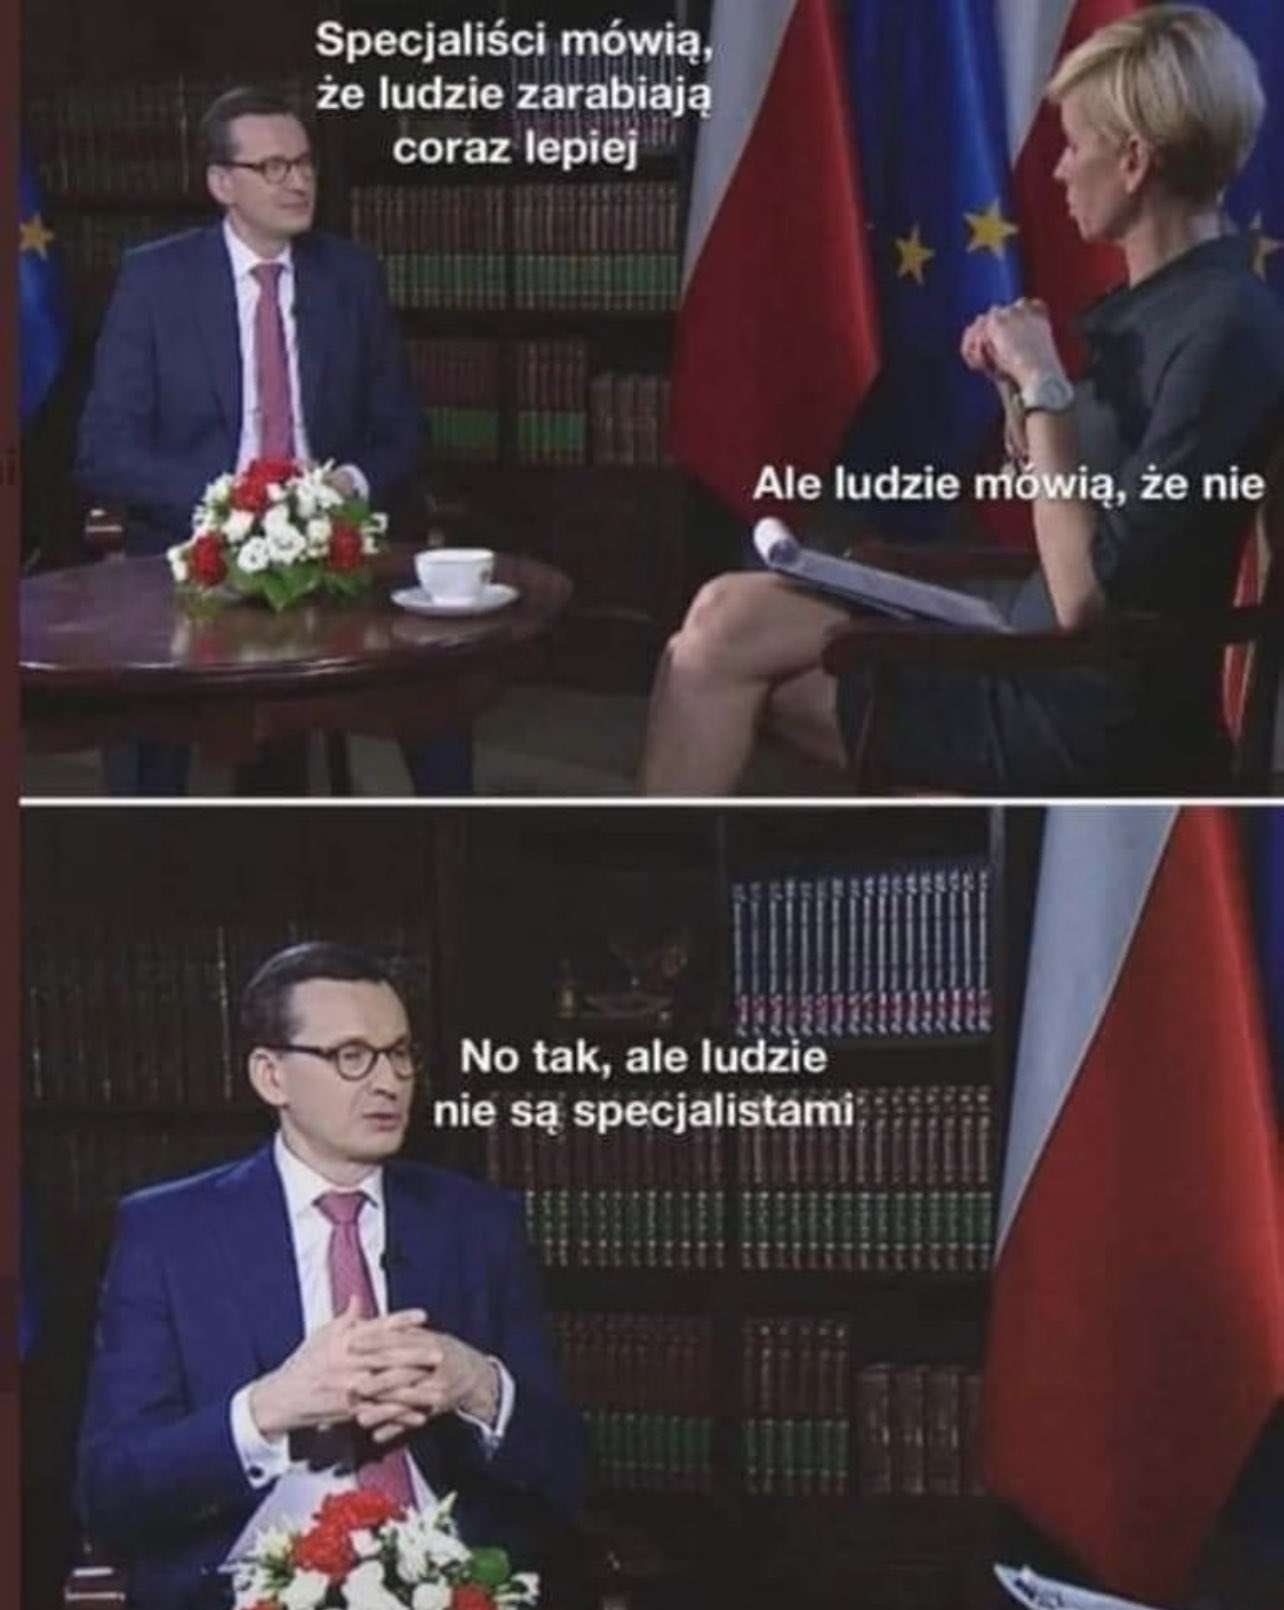 Specjaliści mówią,
że ludzie zarabiają
coraz lepiej
Ale ludzie mówią, że nie
No tak, ale ludzie
nie są specjalistami